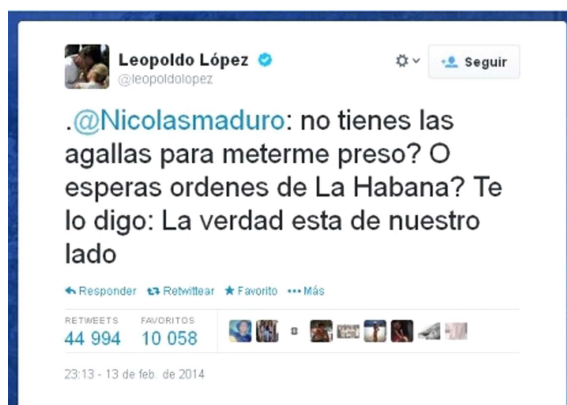 Leopoldo López
@leopoldolopez
Seguir
.@Nicolasmaduro: no tienes las
agallas para meterme preso? O
esperas ordenes de La Habana? Te
lo digo: La verdad esta de nuestro
lado
Responder Retwittear Favorito Más
RETWEETS FAVORITOS
44 994 10 058
23:13 - 13 de feb. de 2014